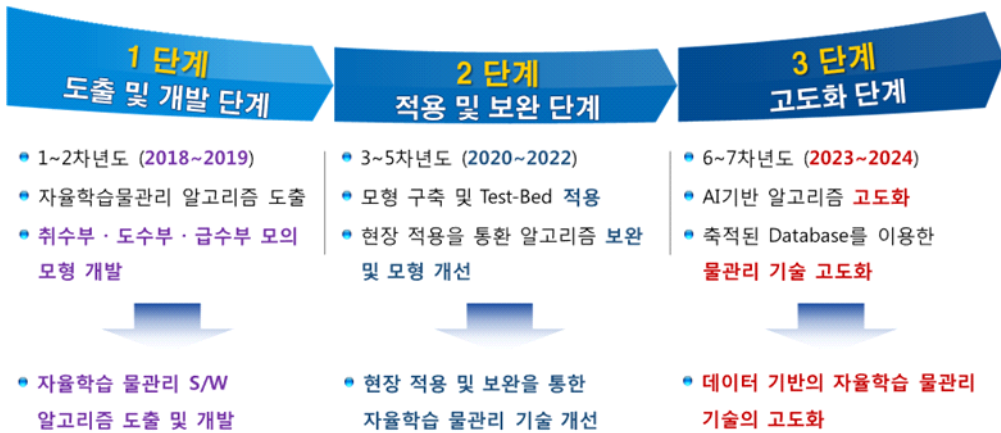 1 단계
도출 및 개발 단계
1~2차년도 (2018~2019)
자율학습물관리 알고리즘 도출
취수부 · 도수부 · 급수부 모의
모형 개발
자율학습 물관리 S/W
알고리즘 도출 및 개발
2 단계
적용 및 보완 단계
3~5차년도 (2020~2022)
모형 구축 및 Test-Bed 적용
현장 적용을 통환 알고리즘 보완
및 모형 개선
현장 적용 및 보완을 통한
자율학습 물관리 기술 개선
3 단계
고도화 단계
6~7차년도 (2023~2024)
AI기반 알고리즘 고도화
축적된 Database를 이용한
물관리 기술 고도화
데이터 기반의 자율학습 물관리
기술의 고도화